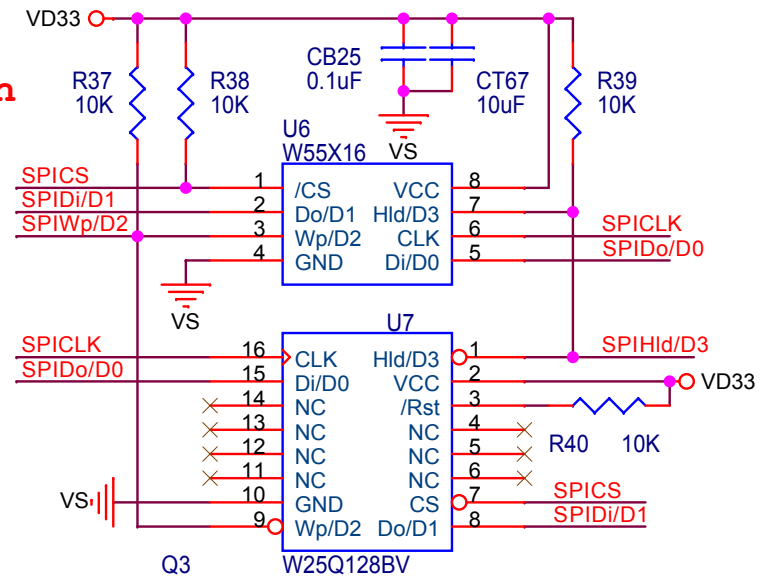 VD33
n
R37
10K
R38
10K
CB25
0.1uF
CT67
10uF
R39
10K
VS
U6
W55X16
SPICS
1
/CS
VCC
8
SPIDi/D1
2
Do/D1
Hld/D3
7
SPIWp/D2
3
Wp/D2
CLK
6
SPICLK
4
GND
Di/D0
5
SPIDo/D0
VS
U7
SPICLK
16
CLK
Hld/D3
1
SPIHld/D3
SPIDo/D0
15
Di/D0
VCC
2
VD33
14
NC
/Rst
3
13
NC
NC
4
R40
10K
12
NC
NC
5
11
NC
NC
6
VS
10
GND
CS
7
SPICS
9
Wp/D2
Do/D1
8
SPIDi/D1
Q3
W25Q128BV